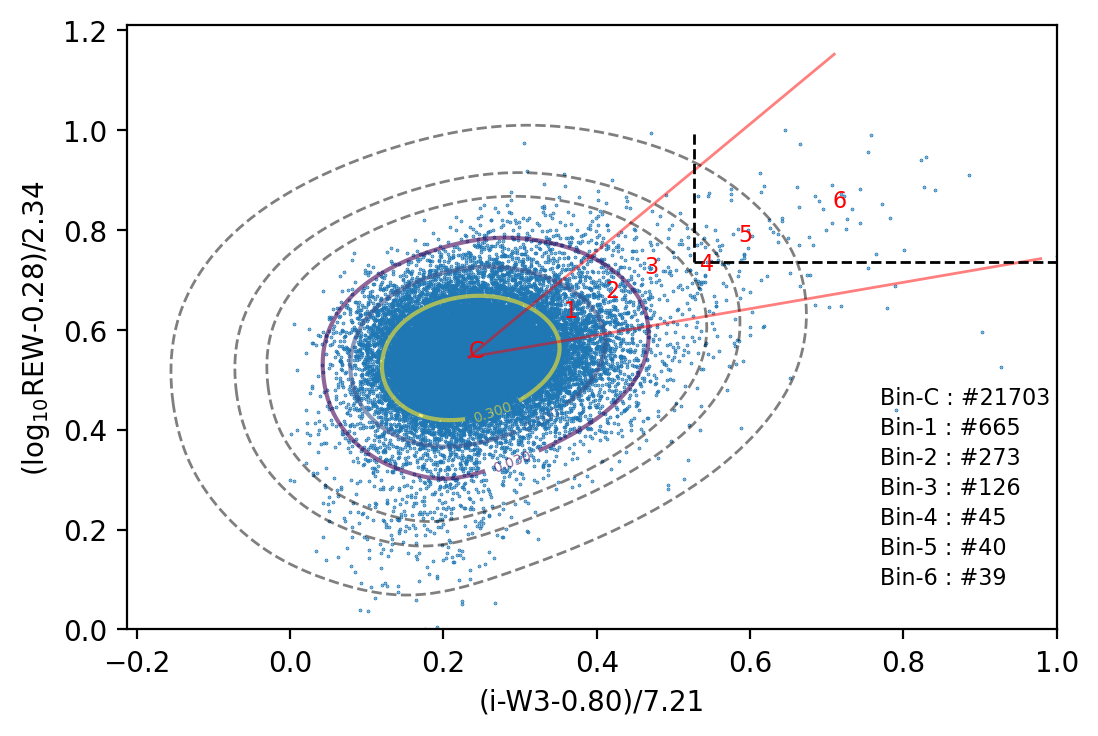 1.2
1.0
0.8
0.6
0.4
0.2
0.0
(log10REW-0.28)/2.34
6
5
4
3
2
1
C
0.300
Bin-C : #21703
Bin-1 : #665
Bin-2 : #273
Bin-3 : #126
Bin-4 : #45
Bin-5 : #40
Bin-6 : #39
−0.2 0.0 0.2 0.4 0.6 0.8 1.0
(i-W3-0.80)/7.21